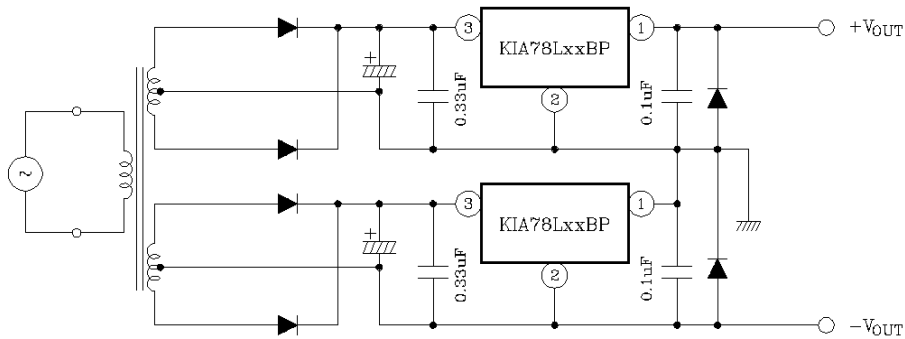 3 KIA78LxxBP 1 +VOUT
+
2
0.33uF 0.1uF
~
3 KIA78LxxBP 1
+
2
0.33uF 0.1uF
−VOUT